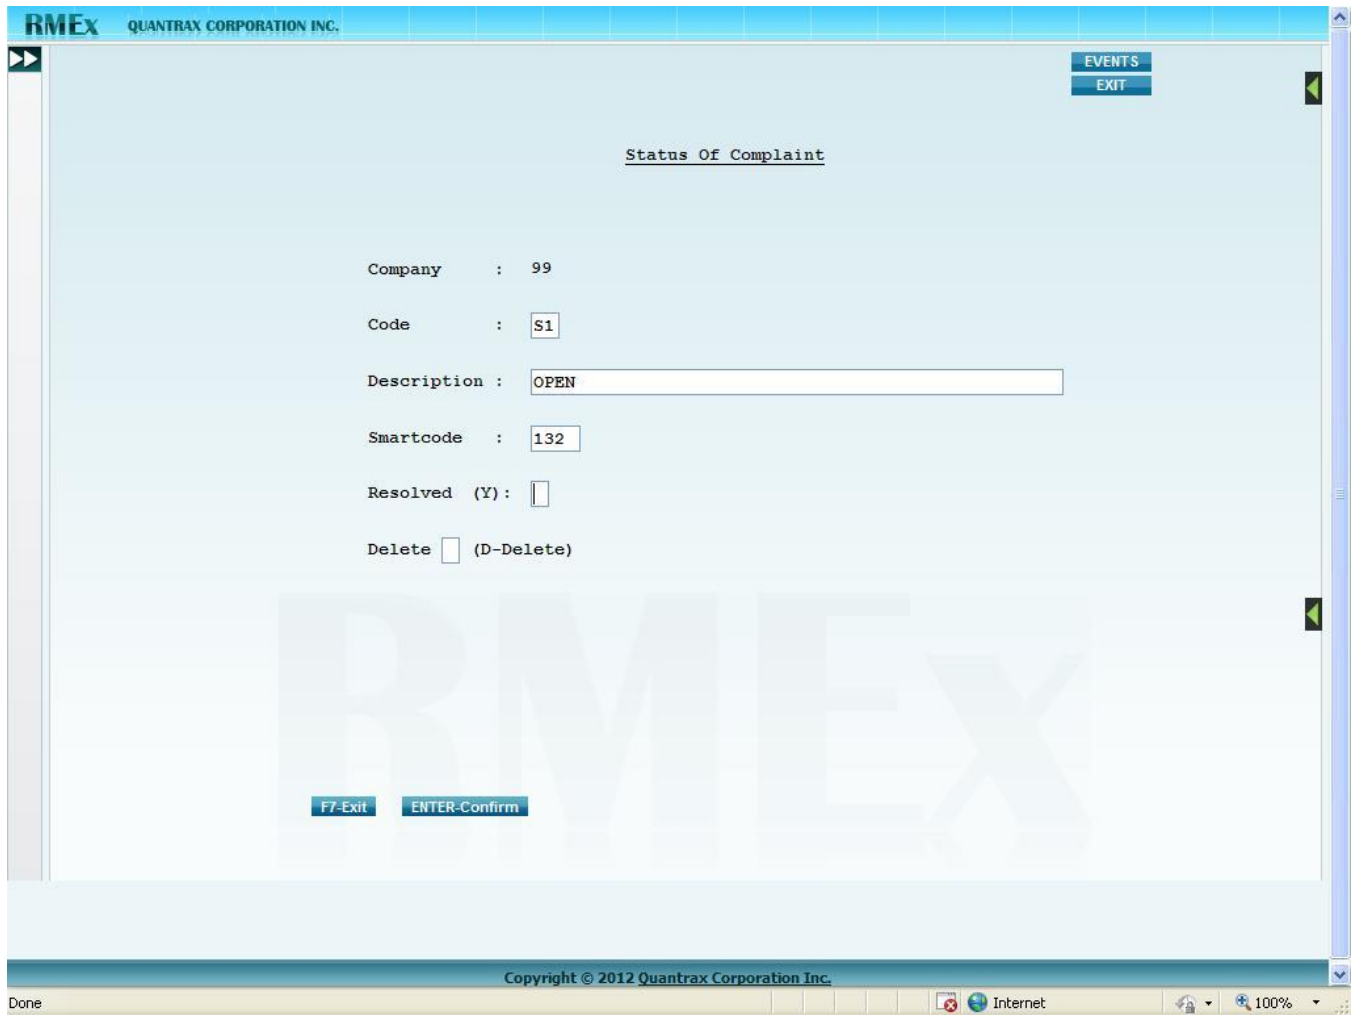 RMEx QUANTRAX CORPORATION INC.
EVENTS
EXIT
Status Of Complaint
Company : 99
Code : S1
Description : OPEN
Smartcode : 132
Resolved (Y):
Delete (D-Delete)
RMEx
F7-Exit ENTER-Confirm
Copyright © 2012 Quantrax Corporation Inc.
Done Internet 100%